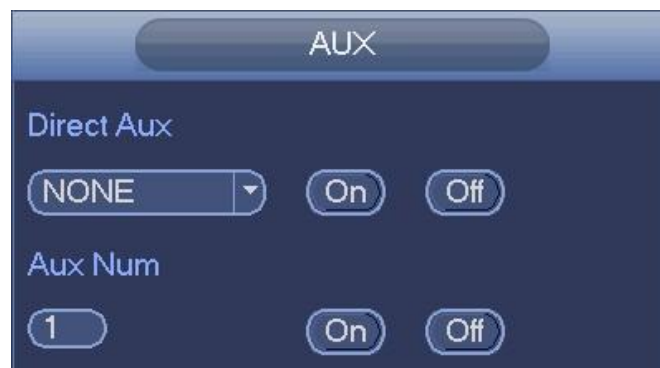 AUX
Direct Aux
NONE On Off
Aux Num
1 On Off